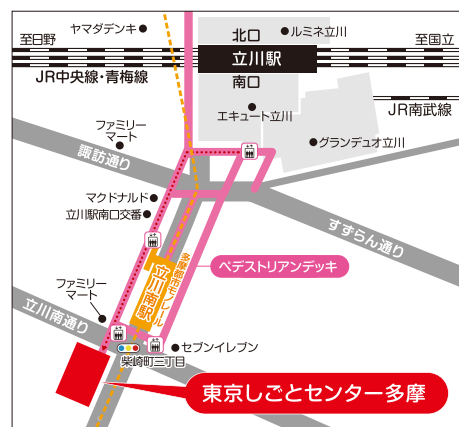 ヤマダデンキ
北口
ルミネ立川
至日野
立川駅
至国立
JR中央線・青梅線
南口
エキュート立川
JR南武線
ファミリー
マート
グランデュオ立川
諏訪通り
マクドナルド
立川駅南口交番
すずらん通り
多摩都市モノレール
立川南駅
ペデストリアンデッキ
ファミリー
マート
立川南通り
セブンイレブン
柴崎町三丁目
東京しごとセンター多摩